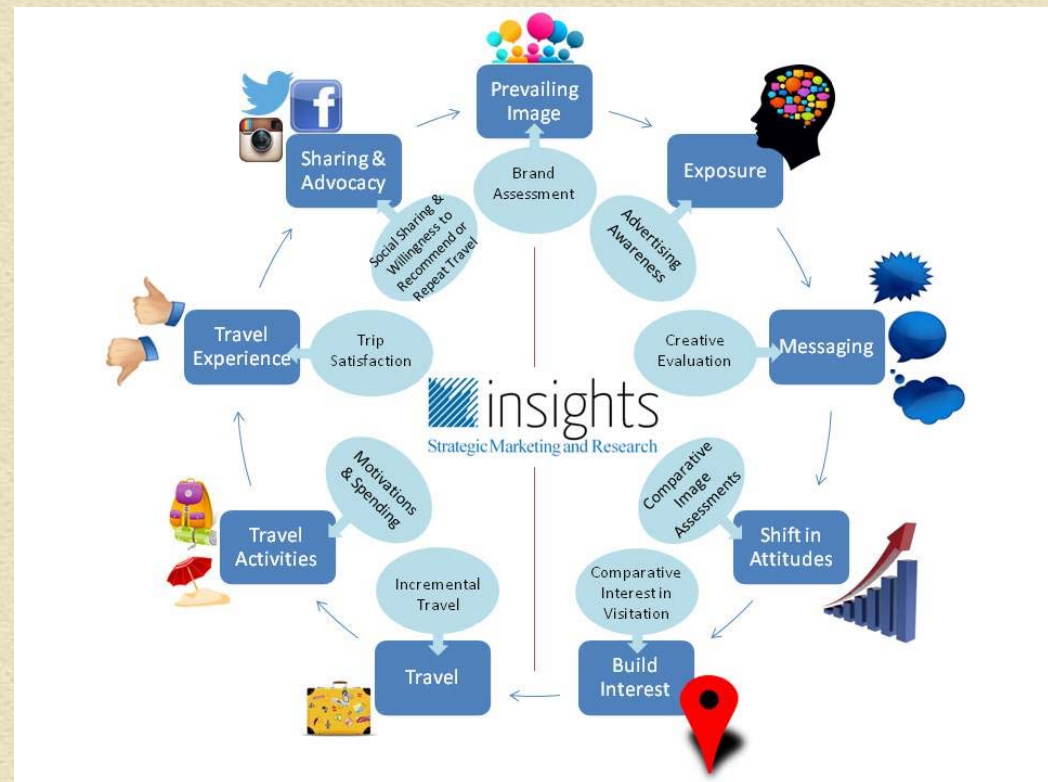 Prevailing
Image
Brand
Assessment
Exposure
Advertising
Awareness
Messaging
Creative
Evaluation
Shift in
Attitudes
Comparative
Image
Assessments
Build
Interest
Comparative
Interest in
Visitation
Travel
Incremental
Travel
Travel
Activities
Motivations
& Spending
Travel
Experience
Trip
Satisfaction
Sharing &
Advocacy
Social Sharing &
Willingness to
Recommend or
Repeat Travel
f
insights
Strategic Marketing and Research